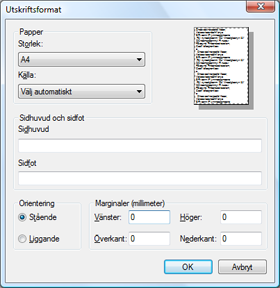 Utskriftsformat
Papper
Storlek:
A4
Källa:
Välj automatiskt
Sidhuvud och sidfot
Sidhuvud
Sidfot
Orientering
Stående
Liggande
Marginaler (millimeter)
Vänster: 0 Höger: 0
Överkant: 0 Nederkant: 0
OK Avbryt